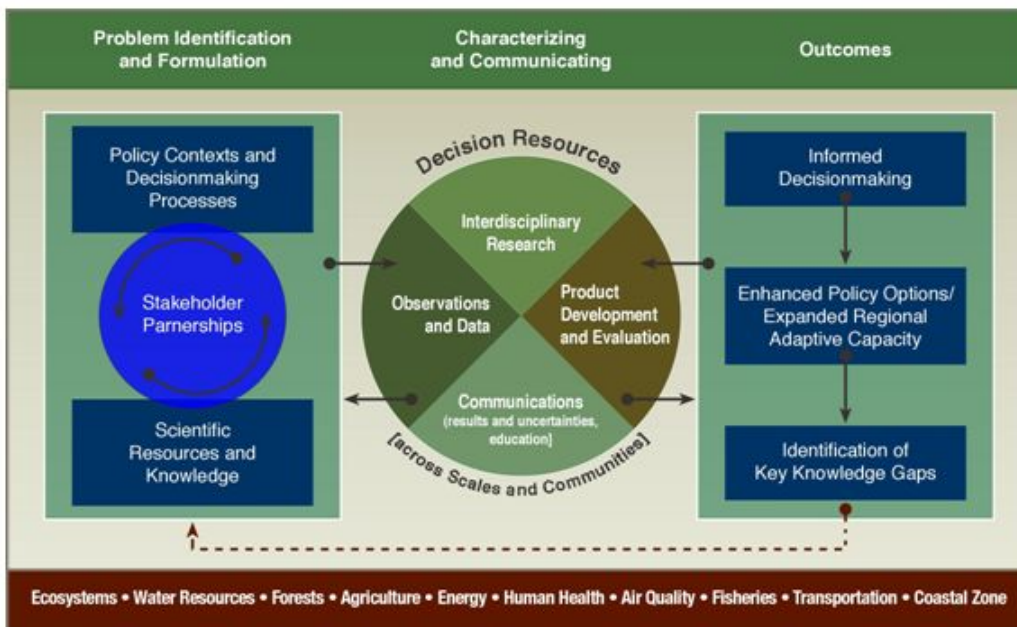 Problem Identification
and Formulation
Characterizing
and Communicating
Outcomes
Policy Contexts and
Decisionmaking
Processes
Stakeholder
Parnerships
Scientific
Resources and
Knowledge
Decision Resources
Interdisciplinary
Research
Observations
and Data
Product
Development
and Evaluation
Communications
(results and uncertainties,
education]
[across Scales and Communities]
Informed
Decisionmaking
Enhanced Policy Options/
Expanded Regional
Adaptive Capacity
Identification of
Key Knowledge Gaps
Ecosystems • Water Resources • Forests • Agriculture • Energy • Human Health • Air Quality • Fisheries • Transportation • Coastal Zone